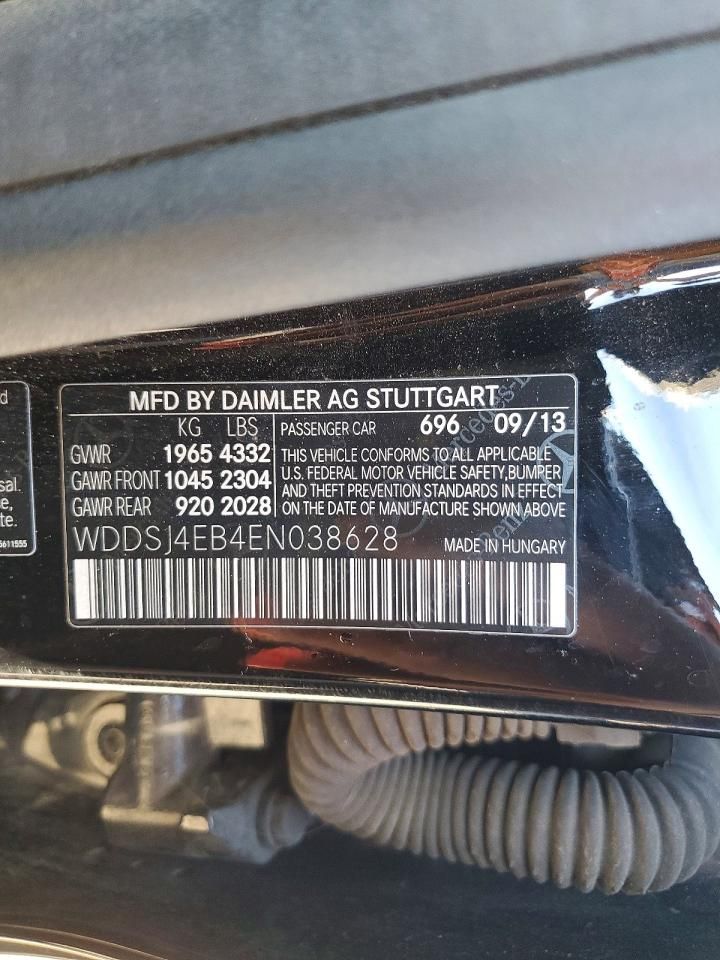 MFD BY DAIMLER AG STUTTGART
KG LBS PASSENGER CAR 696 09/13
GVWR 1965 4332
GAWR FRONT 1045 2304
GAWR REAR 920 2028
THIS VEHICLE CONFORMS TO ALL APPLICABLE
U.S. FEDERAL MOTOR VEHICLE SAFETY, BUMPER
AND THEFT PREVENTION STANDARDS IN EFFECT
ON THE DATE OF MANUFACTURE SHOWN ABOVE
WDDSJ4EB4EN038628 MADE IN HUNGARY